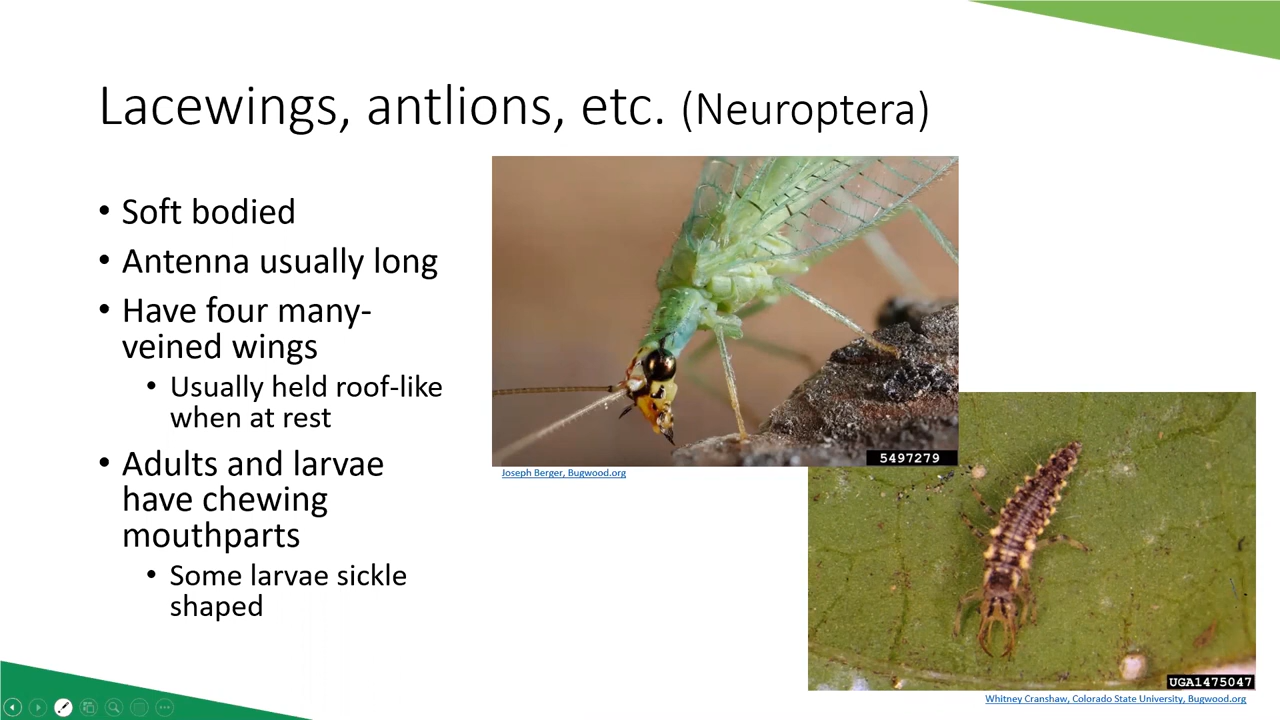 Lacewings, antlions, etc. (Neuroptera)
• Soft bodied
• Antenna usually long
• Have four many-
veined wings
• Usually held roof-like
when at rest
• Adults and larvae
have chewing
mouthparts
• Some larvae sickle
shaped
5497279
Joseph Berger, Bugwood.org
UGA1475047
Whitney Cranshaw, Colorado State University, Bugwood.org